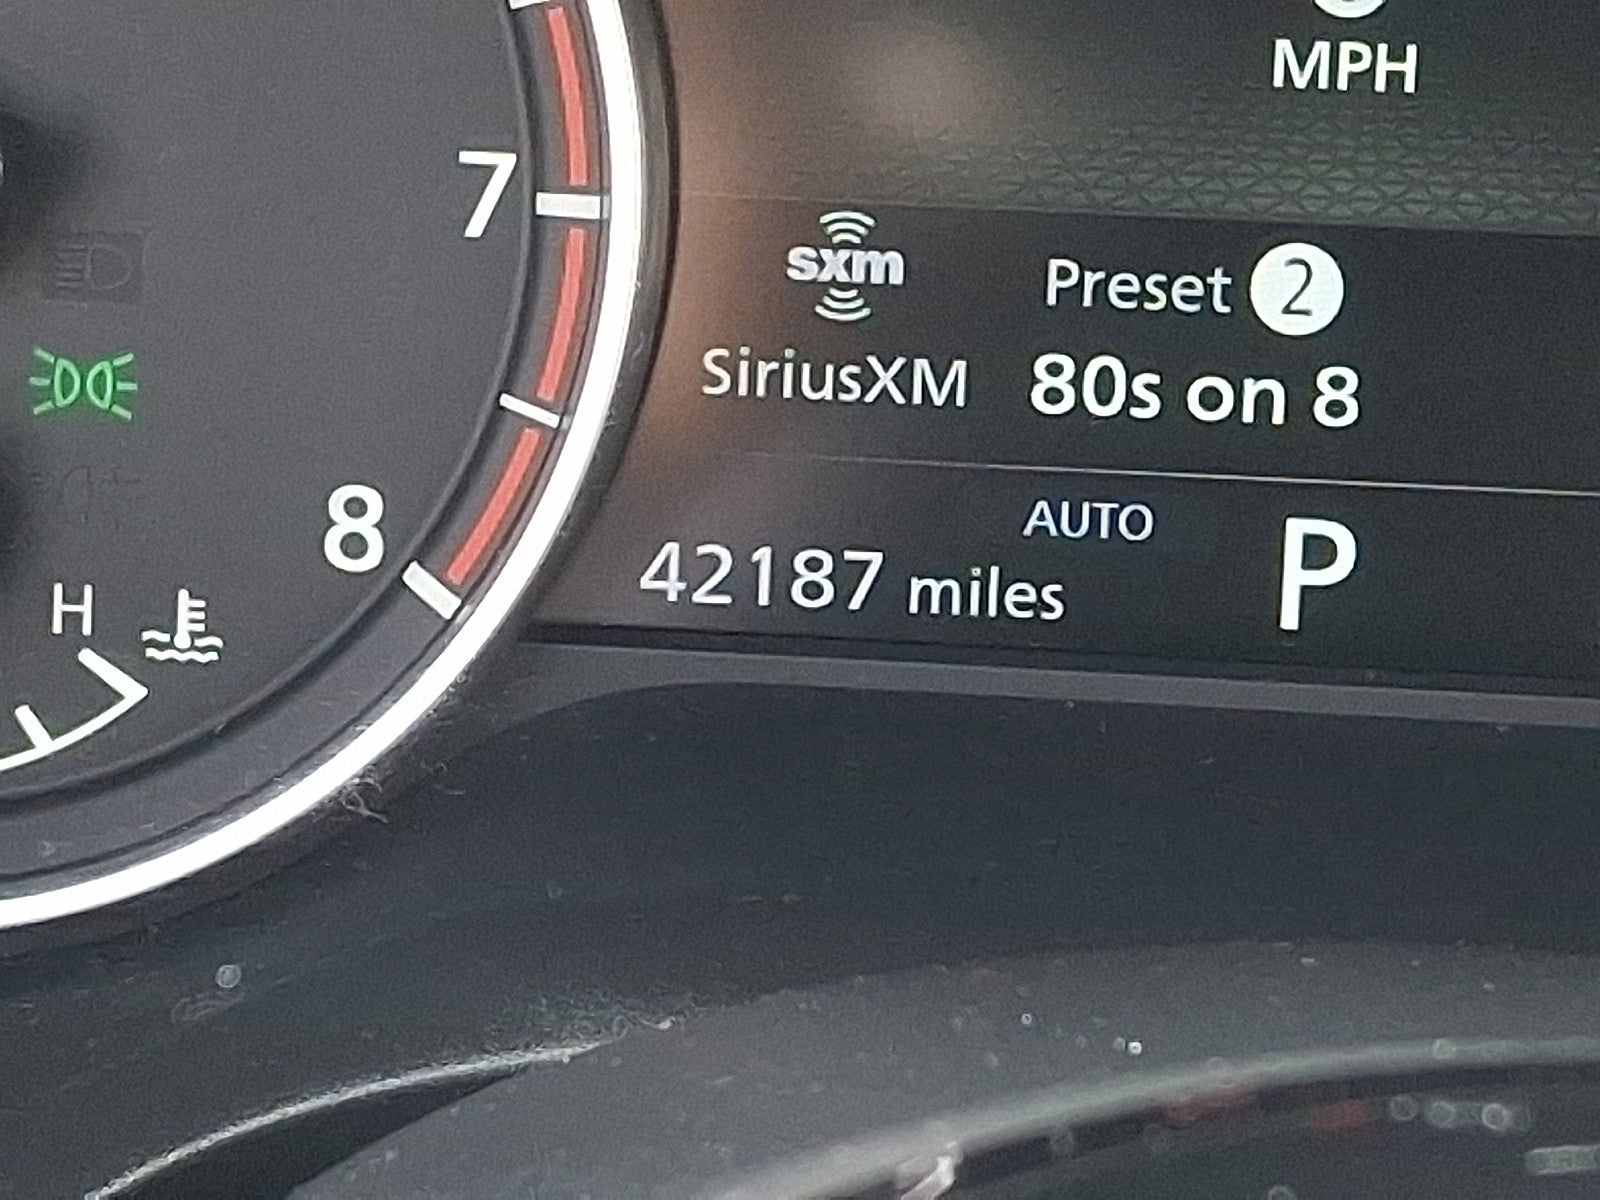 MPH
7
sxm
Preset 2
SiriusXM 80s on 8
8
AUTO
P
42187 miles
H